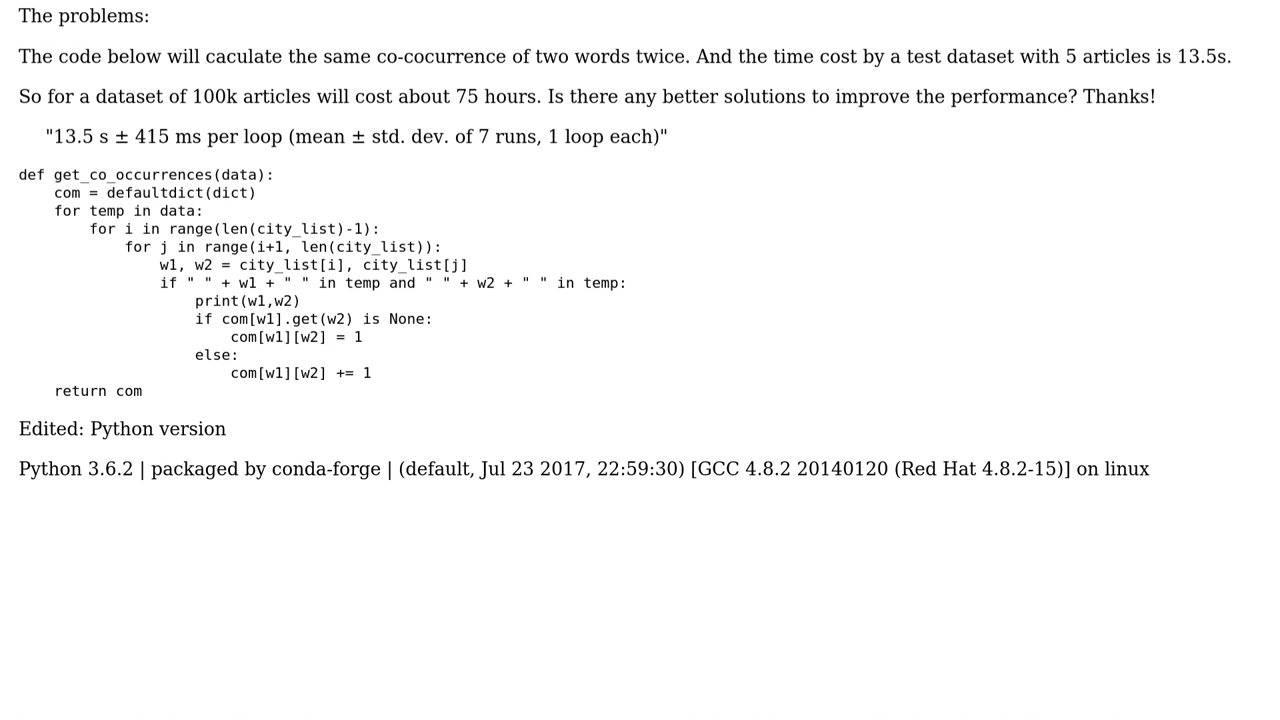 The problems:
The code below will caculate the same co-cocurrence of two words twice. And the time cost by a test dataset with 5 articles is 13.5s.
So for a dataset of 100k articles will cost about 75 hours. Is there any better solutions to improve the performance? Thanks!
"13.5 s ± 415 ms per loop (mean ± std. dev. of 7 runs, 1 loop each)"
def get_co_occurrences(data):
    com = defaultdict(dict)
    for temp in data:
        for i in range(len(city_list)-1):
            for j in range(i+1, len(city_list)):
                w1, w2 = city_list[i], city_list[j]
                if " " + w1 + " " in temp and " " + w2 + " " in temp:
                    print(w1,w2)
                    if com[w1].get(w2) is None:
                        com[w1][w2] = 1
                    else:
                        com[w1][w2] += 1
    return com
Edited: Python version
Python 3.6.2 | packaged by conda-forge | (default, Jul 23 2017, 22:59:30) [GCC 4.8.2 20140120 (Red Hat 4.8.2-15)] on linux